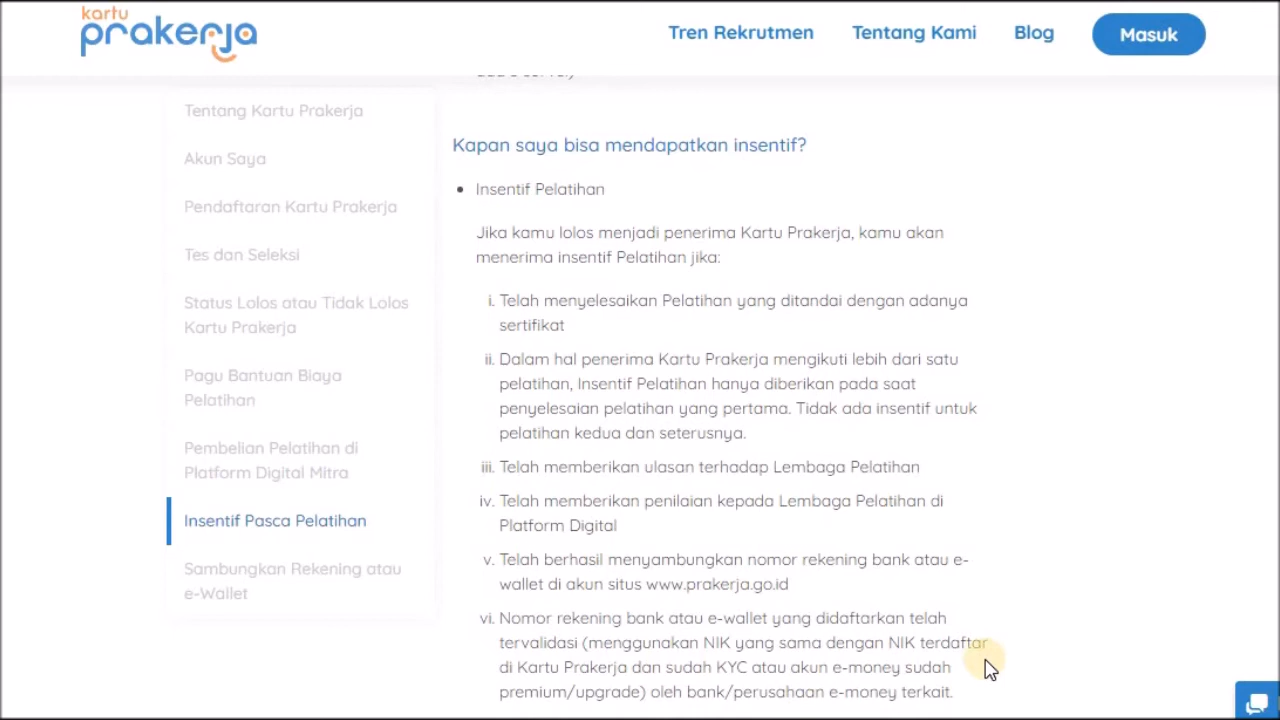 kartu
prakerja
Tren Rekrutmen
Tentang Kami
Blog
Masuk
Tentang Kartu Prakerja
Akun Saya
Pendaftaran Kartu Prakerja
Tes dan Seleksi
Status Lolos atau Tidak Lolos
Kartu Prakerja
Pagu Bantuan Biaya
Pelatihan
Pembelian Pelatihan di
Platform Digital Mitra
Insentif Pasca Pelatihan
Sambungkan Rekening atau
e-Wallet
Kapan saya bisa mendapatkan insentif?
• Insentif Pelatihan
Jika kamu lolos menjadi penerima Kartu Prakerja, kamu akan
menerima insentif Pelatihan jika:
i. Telah menyelesaikan Pelatihan yang ditandai dengan adanya
sertifikat
ii. Dalam hal penerima Kartu Prakerja mengikuti lebih dari satu
pelatihan, Insentif Pelatihan hanya diberikan pada saat
penyelesaian pelatihan yang pertama. Tidak ada insentif untuk
pelatihan kedua dan seterusnya.
iii. Telah memberikan ulasan terhadap Lembaga Pelatihan
iv. Telah memberikan penilaian kepada Lembaga Pelatihan di
Platform Digital
v. Telah berhasil menyambungkan nomor rekening bank atau e-
wallet di akun situs www.prakerja.go.id
vi. Nomor rekening bank atau e-wallet yang didaftarkan telah
tervalidasi (menggunakan NIK yang sama dengan NIK terdaftar
di Kartu Prakerja dan sudah KYC atau akun e-money sudah
premium/upgrade) oleh bank/perusahaan e-money terkait.